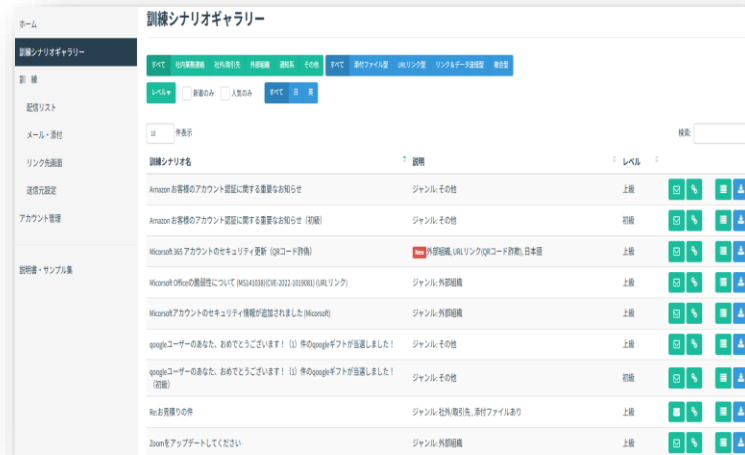 ホーム
訓練シナリオギャラリー
訓 練
配信リスト
メール・添付
リンク先画面
送信元設定
アカウント管理
説明書・サンプル集
訓練シナリオギャラリー
すべて 社内業務連絡 社外/取引先 外部組織 通知系 その他 すべて 添付ファイル型 URLリンク型 リンク&データ送信型 複合型
レベル▼ 新着のみ 人気のみ すべて 日 英
10 件表示 検索:
訓練シナリオ名 説明 レベル
Amazon お客様のアカウント認証に関する重要なお知らせ ジャンル: その他 上級
Amazon お客様のアカウント認証に関する重要なお知らせ（初級） ジャンル: その他 初級
Micorsoft 365 アカウントのセキュリティ更新（QRコード詐偽） New 外部組織, URLリンク(QRコード詐欺), 日本語 上級
Micorsoft Officeの脆弱性について (MS141038)(CVE-2022-1019081) (URLリンク) ジャンル: 外部組織 上級
Micorsoftアカウントのセキュリティ情報が追加されました (Micorsoft) ジャンル: 外部組織 上級
qoogleユーザーのあなた、おめでとうございます！（1）件のqoogleギフトが当選しました！ ジャンル: その他 上級
qoogleユーザーのあなた、おめでとうございます！（1）件のqoogleギフトが当選しました！（初級） ジャンル: その他 初級
Re:お見積りの件 ジャンル: 社外/取引先, 添付ファイルあり 上級
Zoomをアップデートしてください ジャンル: 外部組織 上級